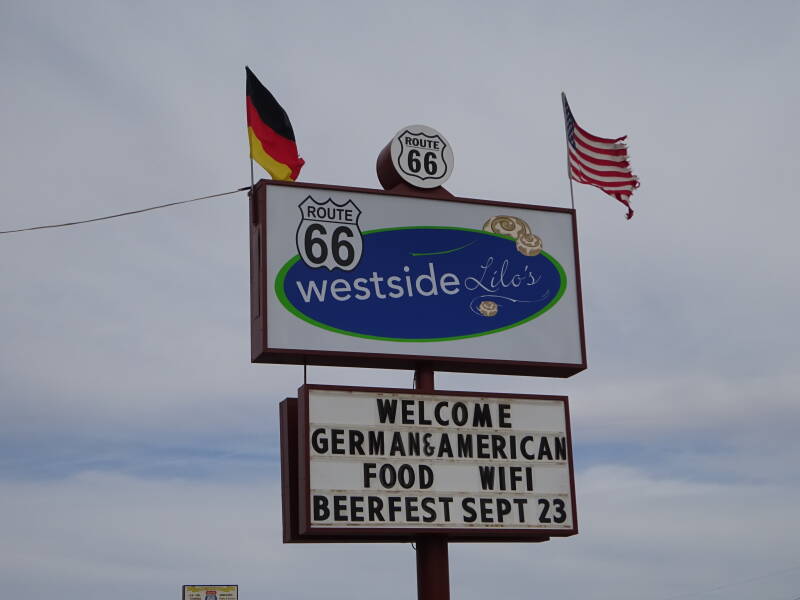 ROUTE
66
ROUTE
66
westside Lilo's
WELCOME
GERMAN&AMERICAN
FOOD WIFI
BEERFEST SEPT 23